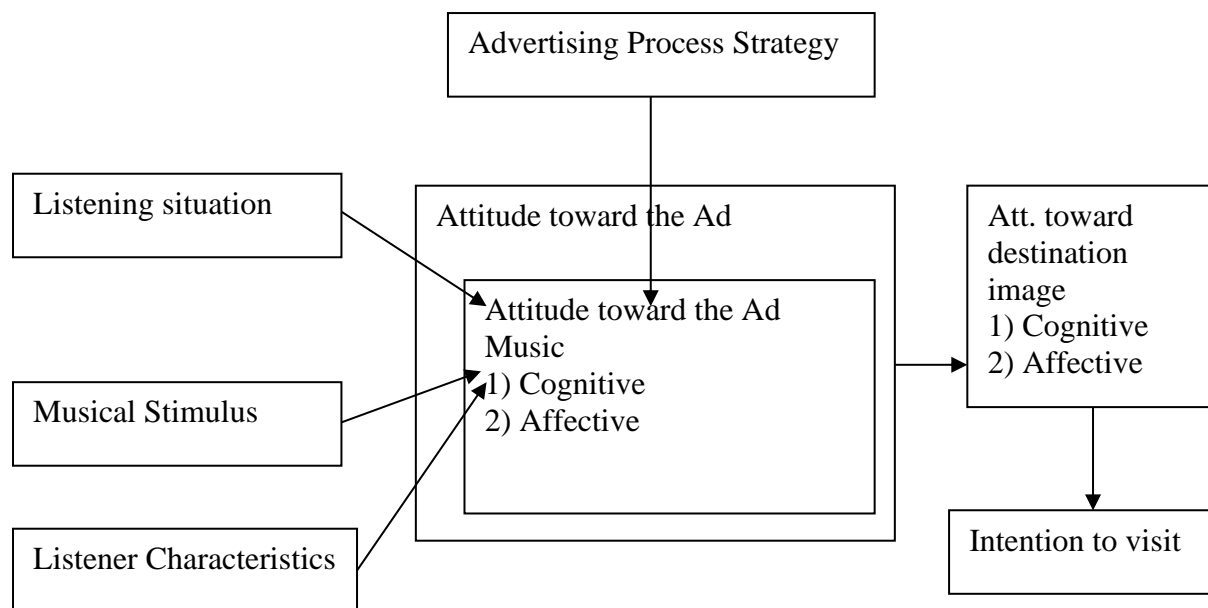 Advertising Process Strategy
Listening situation
Attitude toward the Ad
Attitude toward the Ad
Music
1) Cognitive
2) Affective
Musical Stimulus
Listener Characteristics
Att. toward
destination
image
1) Cognitive
2) Affective
Intention to visit